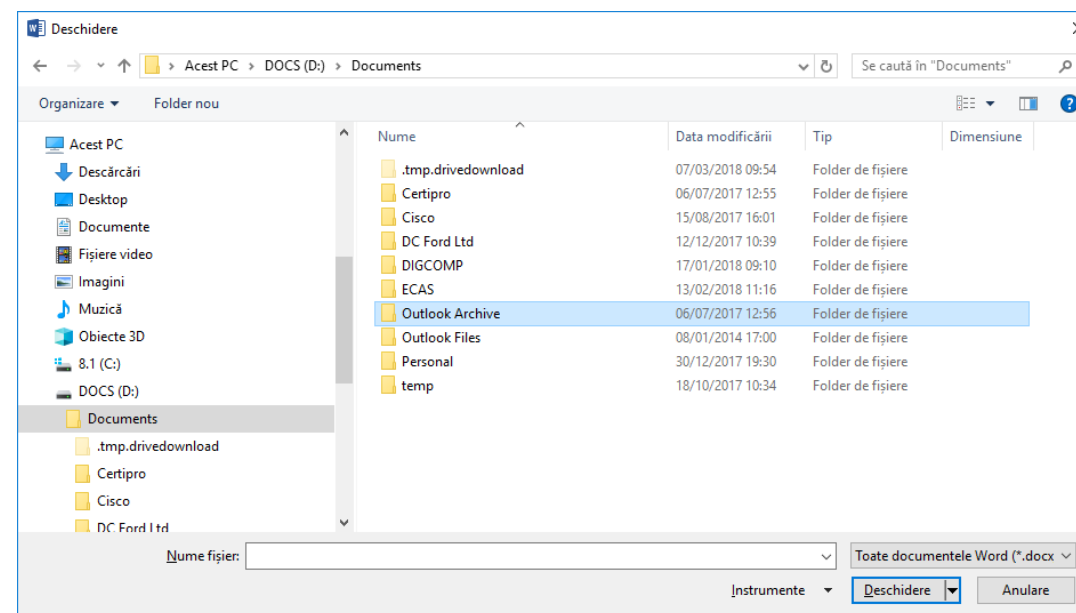 Deschidere
Acest PC > DOCS (D:) > Documents
Se caută în "Documents"
Organizare
Folder nou
Acest PC
Descărcări
Desktop
Documente
Fișiere video
Imagini
Muzică
Obiecte 3D
8.1 (C:)
DOCS (D:)
Documents
.tmp.drivedownload
Certipro
Cisco
DC Ford Ltd
Nume Data modificării Tip Dimensiune
.tmp.drivedownload 07/03/2018 09:54 Folder de fișiere
Certipro 06/07/2017 12:55 Folder de fișiere
Cisco 15/08/2017 16:01 Folder de fișiere
DC Ford Ltd 12/12/2017 10:39 Folder de fișiere
DIGCOMP 17/01/2018 09:10 Folder de fișiere
ECAS 13/02/2018 11:16 Folder de fișiere
Outlook Archive 06/07/2017 12:56 Folder de fișiere
Outlook Files 08/01/2014 17:00 Folder de fișiere
Personal 30/12/2017 19:30 Folder de fișiere
temp 18/10/2017 10:34 Folder de fișiere
Nume fișier:
Toate documentele Word (*.docx
Instrumente
Deschidere
Anulare